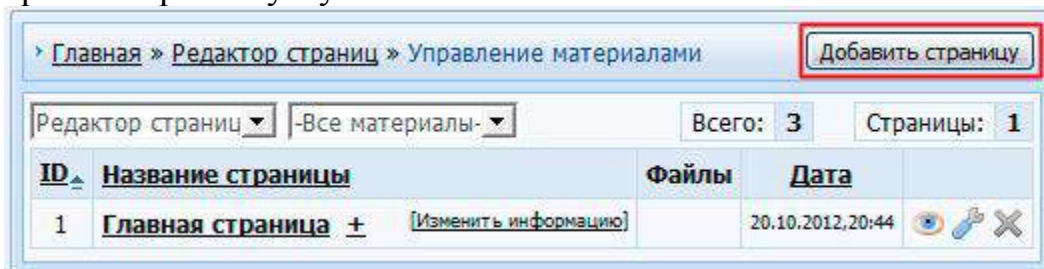 › Главная » Редактор страниц » Управление материалами Добавить страницу
Редактор страниц -Все материалы- Всего: 3 Страницы: 1
ID Название страницы Файлы Дата
1 Главная страница + [Изменить информацию] 20.10.2012,20:44